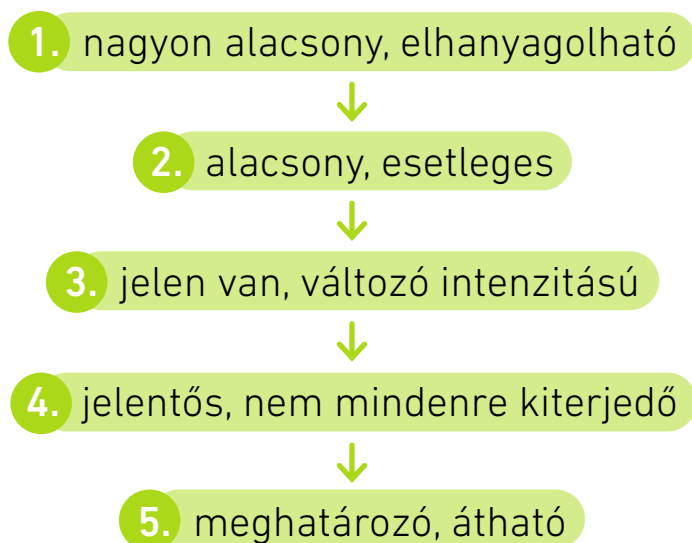 1. nagyon alacsony, elhanyagolható
2. alacsony, esetleges
3. jelen van, változó intenzitású
4. jelentős, nem mindenre kiterjedő
5. meghatározó, átható